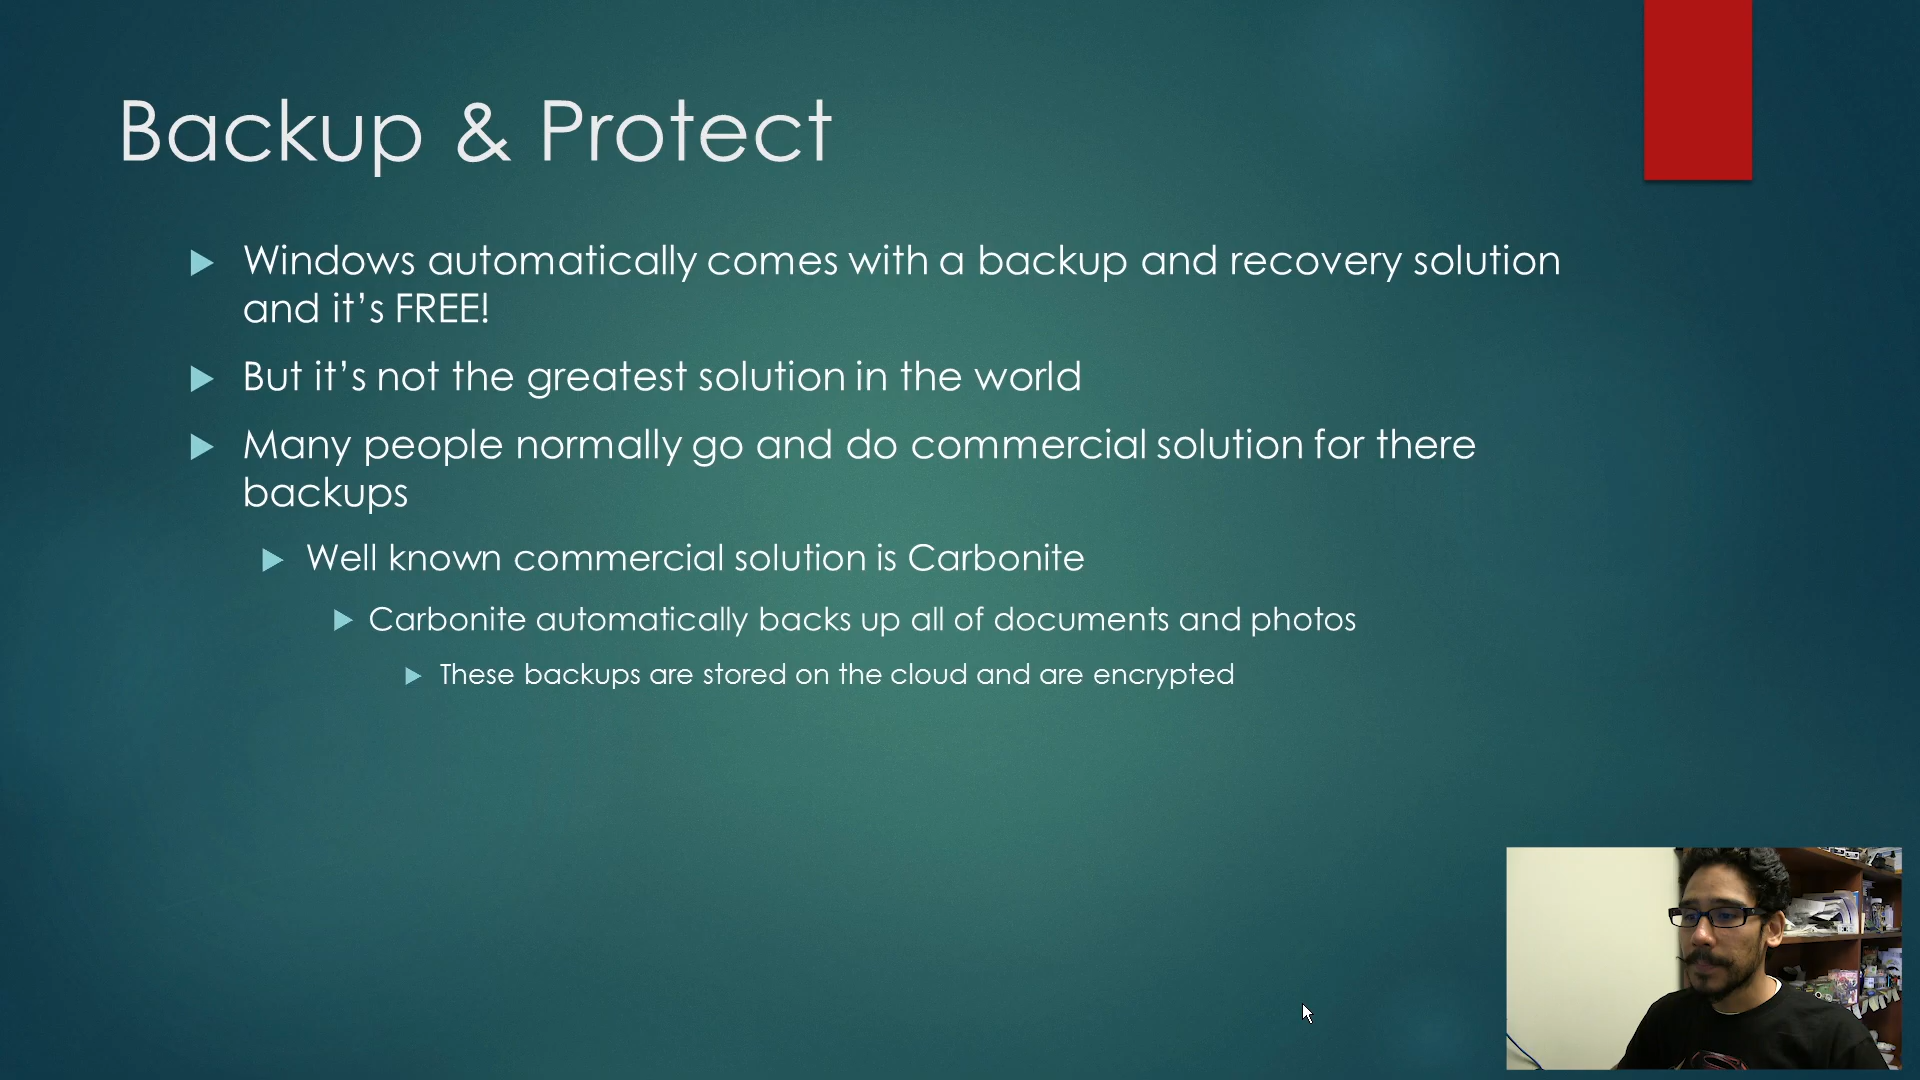 Backup & Protect
Windows automatically comes with a backup and recovery solution
and it’s FREE!
But it’s not the greatest solution in the world
Many people normally go and do commercial solution for there
backups
Well known commercial solution is Carbonite
Carbonite automatically backs up all of documents and photos
These backups are stored on the cloud and are encrypted